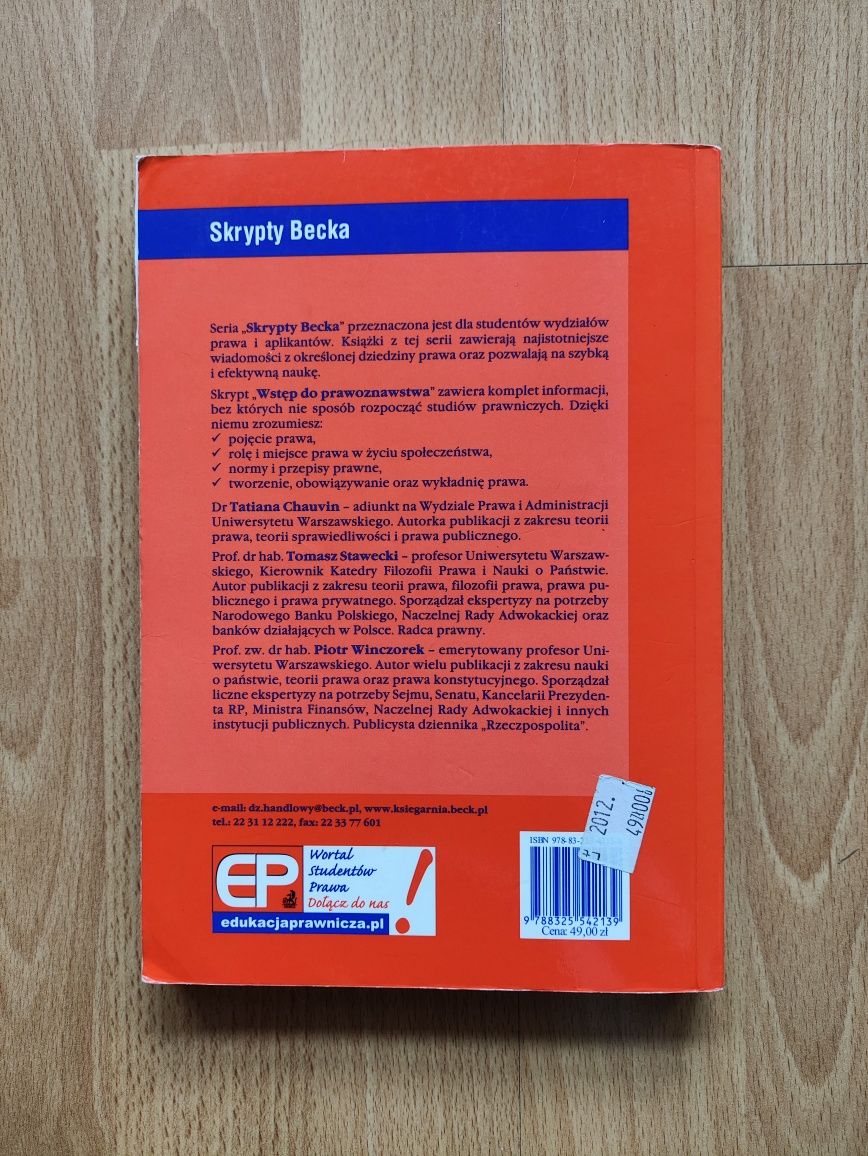 Skrypty Becka
Seria „Skrypty Becka” przeznaczona jest dla studentów wydziałów
prawa i aplikantów. Książki z tej serii zawierają najistotniejsze
wiadomości z określonej dziedziny prawa oraz pozwalają na szybką
i efektywną naukę.
Skrypt „Wstęp do prawoznawstwa” zawiera komplet informacji,
bez których nie sposób rozpocząć studiów prawniczych. Dzięki
niemu zrozumiesz:
✓ pojęcie prawa,
✓ rolę i miejsce prawa w życiu społeczeństwa,
✓ normy i przepisy prawne,
✓ tworzenie, obowiązywanie oraz wykładnię prawa.
Dr Tatiana Chauvin – adiunkt na Wydziale Prawa i Administracji
Uniwersytetu Warszawskiego. Autorka publikacji z zakresu teorii
prawa, teorii sprawiedliwości i prawa publicznego.
Prof. dr hab. Tomasz Stawecki – profesor Uniwersytetu Warszaw-
skiego, Kierownik Katedry Filozofii Prawa i Nauki o Państwie.
Autor publikacji z zakresu teorii prawa, filozofii prawa, prawa pu-
blicznego i prawa prywatnego. Sporządzał ekspertyzy na potrzeby
Narodowego Banku Polskiego, Naczelnej Rady Adwokackiej oraz
banków działających w Polsce. Radca prawny.
Prof. zw. dr hab. Piotr Winczorek – emerytowany profesor Uni-
wersytetu Warszawskiego. Autor wielu publikacji z zakresu nauki
o państwie, teorii prawa oraz prawa konstytucyjnego. Sporządzał
liczne ekspertyzy na potrzeby Sejmu, Senatu, Kancelarii Prezyden-
ta RP, Ministra Finansów, Naczelnej Rady Adwokackiej i innych
instytucji publicznych. Publicysta dziennika „Rzeczpospolita”.
e-mail: dz.handlowy@beck.pl, www.ksiegarnia.beck.pl
tel.: 22 31 12 222, fax: 22 33 77 601
EP
Wortal
Studentów
Prawa
Dołącz do nas
!
edukacjaprawnicza.pl
2012.
ISBN 978-83-
9 788325 542139
Cena: 49,00 zł